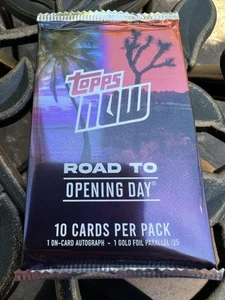 topps
now
ROAD TO
OPENING DAY®
10 CARDS PER PACK
1 ON-CARD AUTOGRAPH - 1 GOLD FOIL PARALLEL /25